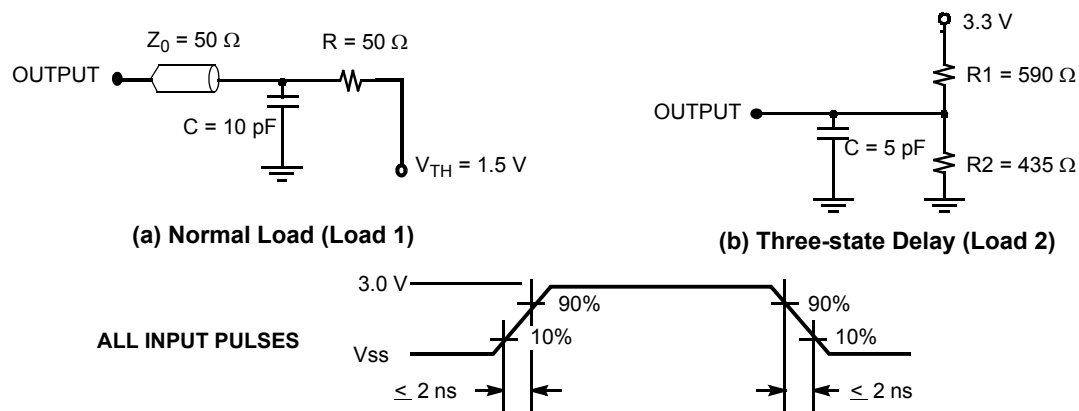 Z0 = 50 Ω
R = 50 Ω
OUTPUT
C = 10 pF
VTH = 1.5 V
(a) Normal Load (Load 1)
3.3 V
R1 = 590 Ω
OUTPUT
C = 5 pF
R2 = 435 Ω
(b) Three-state Delay (Load 2)
ALL INPUT PULSES
3.0 V
90%
10%
90%
10%
Vss
≤ 2 ns
≤ 2 ns